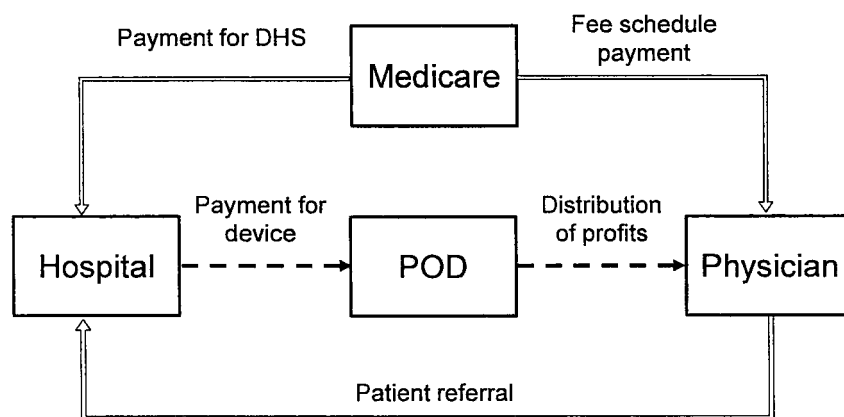 Payment for DHS
Medicare
Fee schedule
payment
Hospital
Payment for
device
POD
Distribution
of profits
Physician
Patient referral